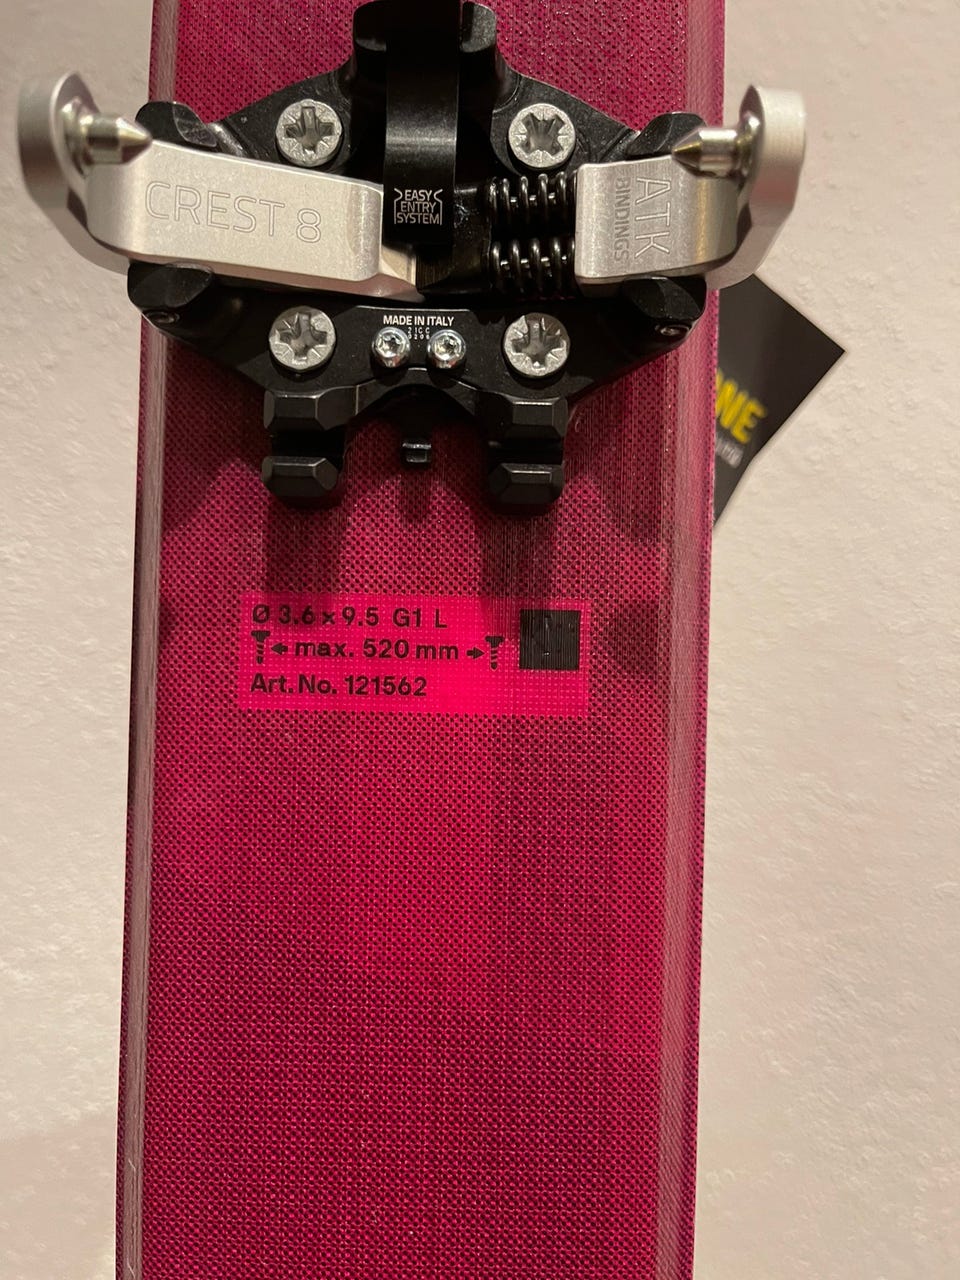 CREST 8
EASY
ENTRY
SYSTEM
ATK
BINDINGS
MADE IN ITALY
Ø 3.6 x 9.5 G1 L
max. 520 mm
Art. No. 121562